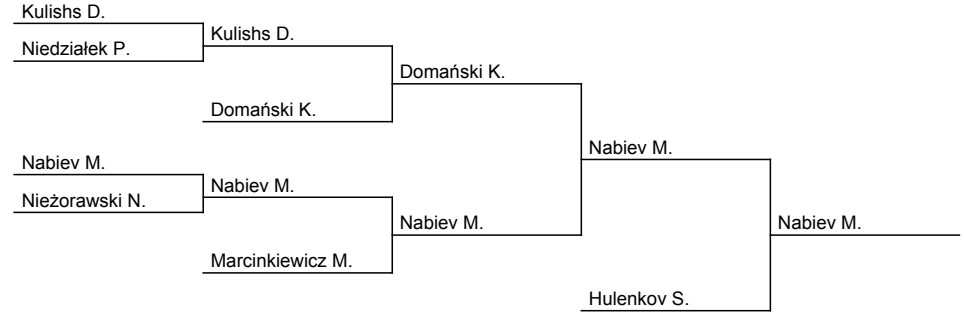 Kulishs D.
Niedziałek P.
Kulishs D.
Domański K.
Domański K.
Nabiev M.
Nieżorawski N.
Nabiev M.
Marcinkiewicz M.
Nabiev M.
Nabiev M.
Hulenkov S.
Nabiev M.